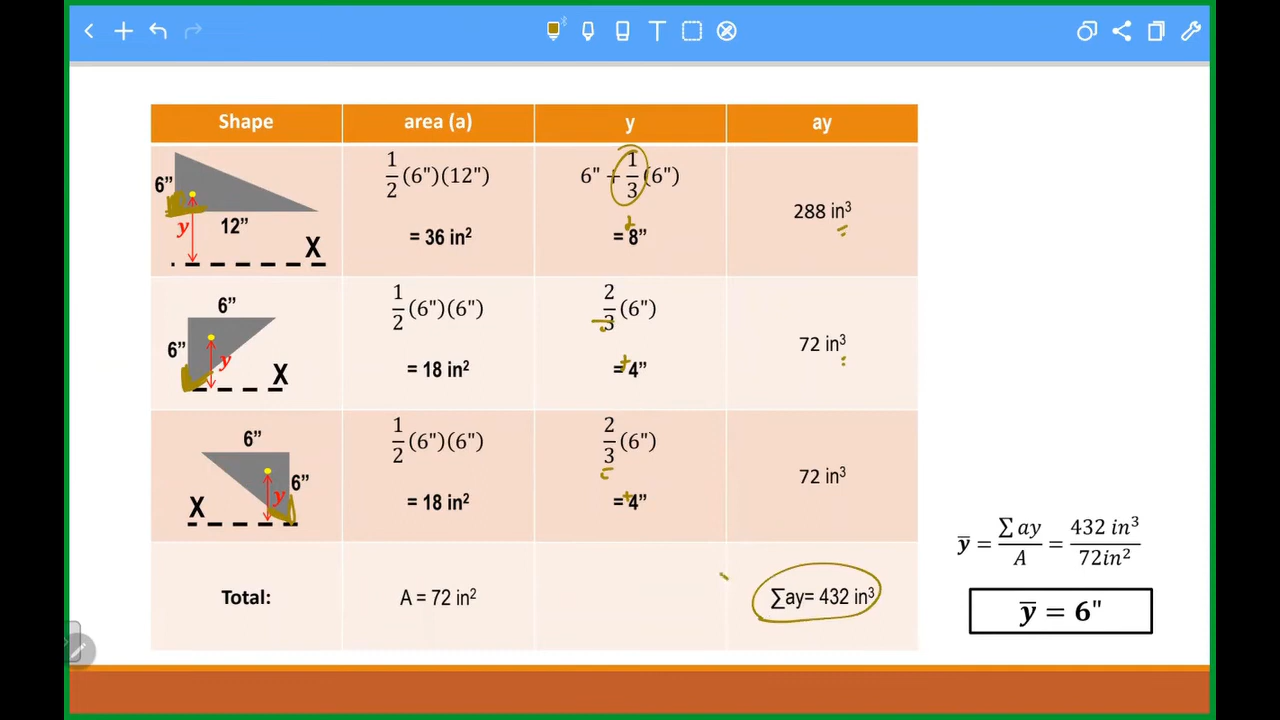 Shape area (a) y ay
6”
12”
y
X
1/2 (6")(12")
= 36 in²
6" + 1/3 (6")
= 8”
288 in³
6”
6”
y
X
1/2 (6")(6")
= 18 in²
2/3 (6")
= 4”
72 in³
6”
6”
y
X
1/2 (6")(6")
= 18 in²
2/3 (6")
= 4”
72 in³
Total: A = 72 in² ∑ay= 432 in³
y̅ = ∑ ay / A = 432 in³ / 72in²
y̅ = 6"